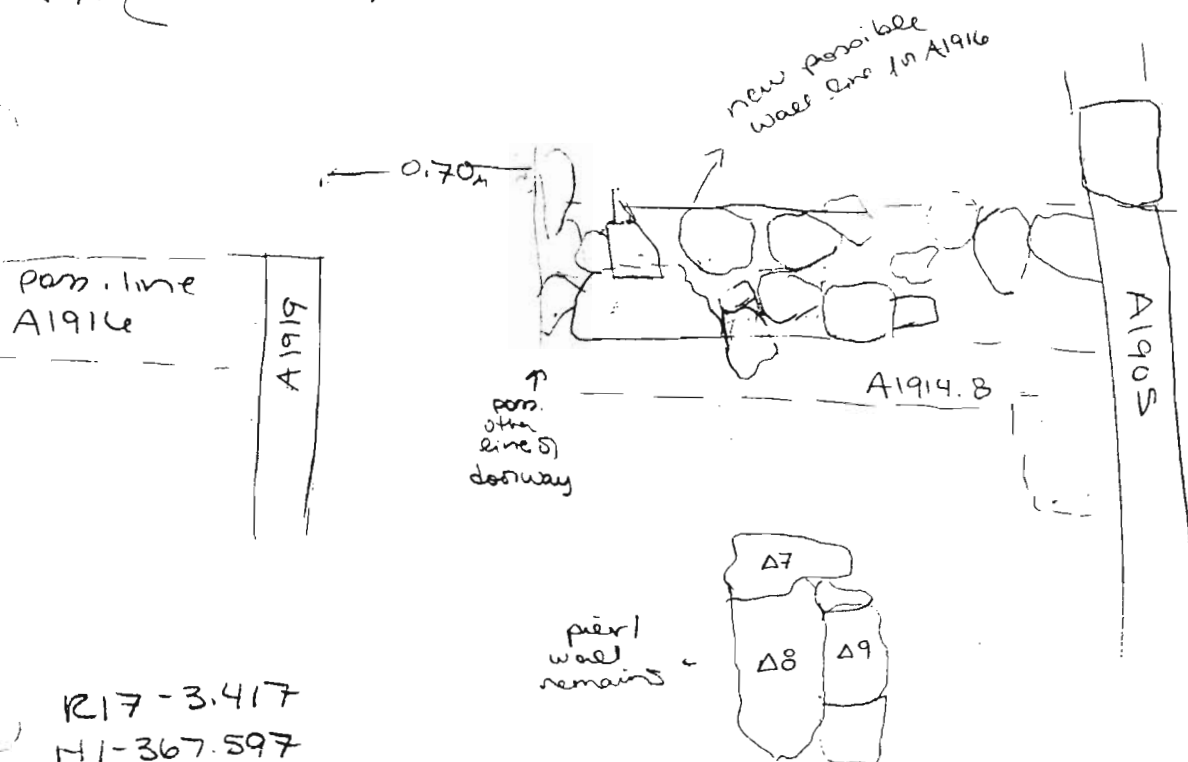 new possible
wall line for A1916
0.70m
poss. line
A1916
A1919
A1905
A1914.8
poss.
other
line of
doorway
Δ7
pier/
wall
remains
Δ8
Δ9
R17-3.417
H1-367.597